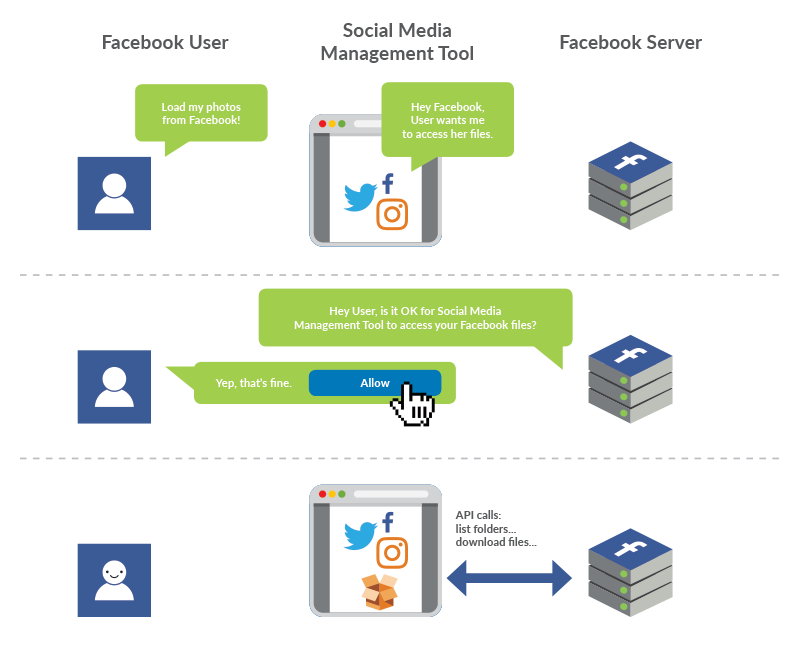 Facebook User
Social Media
Management Tool
Facebook Server
Load my photos
from Facebook!
Hey Facebook,
User wants me
to access her files.
Hey User, is it OK for Social Media
Management Tool to access your Facebook files?
Yep, that's fine.
Allow
API calls:
list folders...
download files...